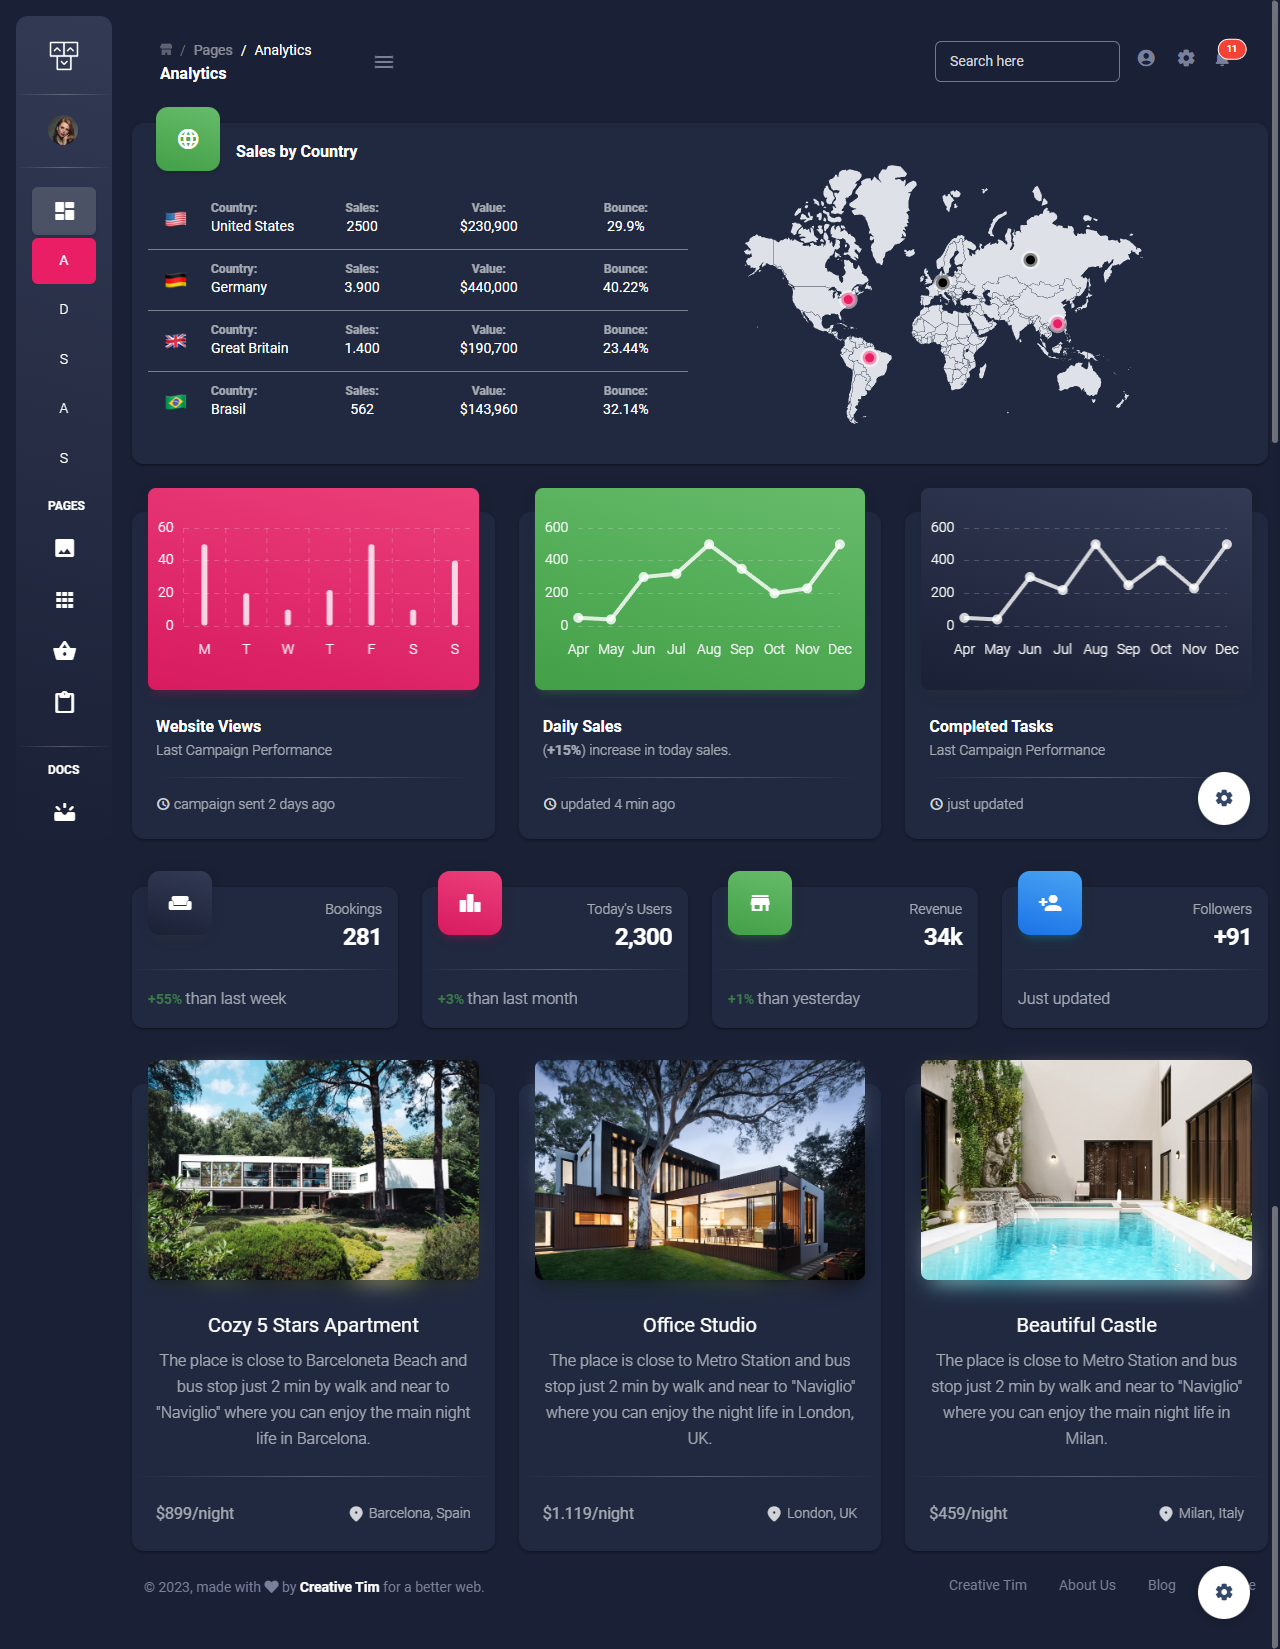 / Pages / Analytics
Analytics
Search here
11
Sales by Country
Country: Sales: Value: Bounce:
United States 2500 $230,900 29.9%
Country: Sales: Value: Bounce:
Germany 3.900 $440,000 40.22%
Country: Sales: Value: Bounce:
Great Britain 1.400 $190,700 23.44%
Country: Sales: Value: Bounce:
Brasil 562 $143,960 32.14%
A
D
S
A
S
PAGES
DOCS
60
40
20
0
M T W T F S S
Website Views
Last Campaign Performance
campaign sent 2 days ago
600
400
200
0
Apr May Jun Jul Aug Sep Oct Nov Dec
Daily Sales
(+15%) increase in today sales.
updated 4 min ago
600
400
200
0
Apr May Jun Jul Aug Sep Oct Nov Dec
Completed Tasks
Last Campaign Performance
just updated
Bookings
281
+55% than last week
Today's Users
2,300
+3% than last month
Revenue
34k
+1% than yesterday
Followers
+91
Just updated
Cozy 5 Stars Apartment
The place is close to Barceloneta Beach and
bus stop just 2 min by walk and near to
"Naviglio" where you can enjoy the main night
life in Barcelona.
$899/night Barcelona, Spain
Office Studio
The place is close to Metro Station and bus
stop just 2 min by walk and near to "Naviglio"
where you can enjoy the night life in London,
UK.
$1.119/night London, UK
Beautiful Castle
The place is close to Metro Station and bus
stop just 2 min by walk and near to "Naviglio"
where you can enjoy the main night life in
Milan.
$459/night Milan, Italy
© 2023, made with by Creative Tim for a better web.
Creative Tim About Us Blog